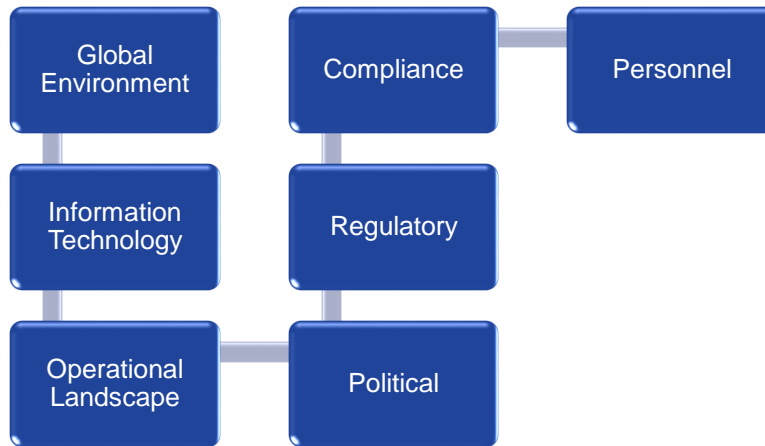 Global
Environment
Information
Technology
Operational
Landscape
Political
Regulatory
Compliance
Personnel